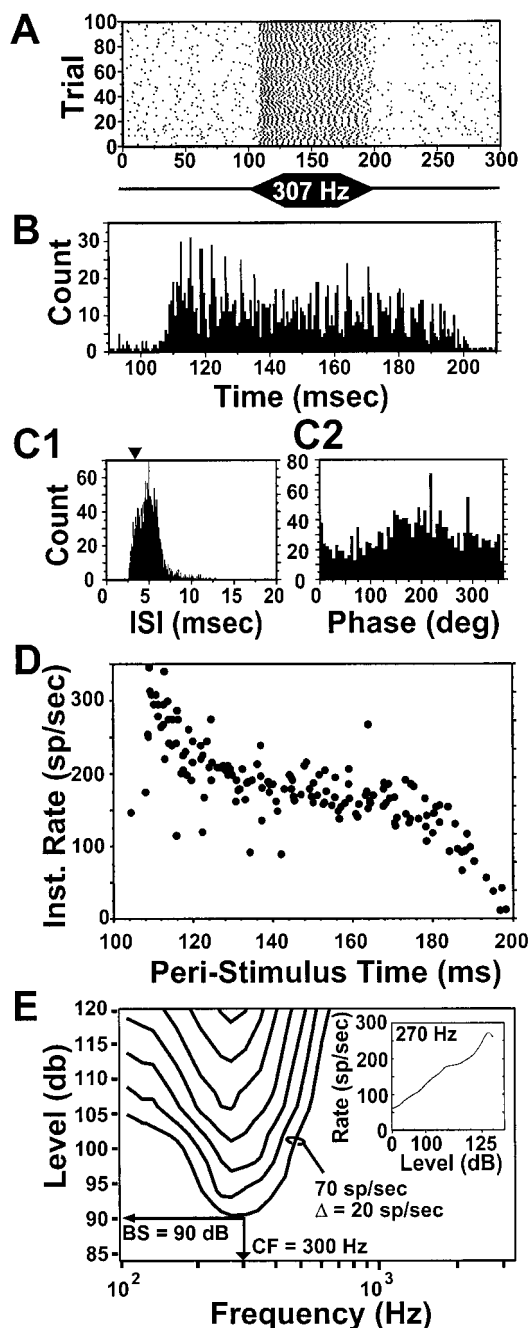 A
Trial
100
80
60
40
20
0
0 50 100 150 200 250 300
307 Hz
B
Count
30
20
10
0
100 120 140 160 180 200
Time (msec)
C1
Count
60
40
20
0
0 5 10 15 20
ISI (msec)
C2
80
60
40
20
0
0 100 200 300
Phase (deg)
D
Inst. Rate (sp/sec)
300
200
100
0
100 120 140 160 180 200
Peri-Stimulus Time (ms)
E
Level (db)
120
115
110
105
100
95
90
85
270 Hz
Rate (sp/sec)
300
200
100
0
0 100 125
Level (dB)
70 sp/sec
Δ = 20 sp/sec
BS = 90 dB
CF = 300 Hz
10² 10³
Frequency (Hz)